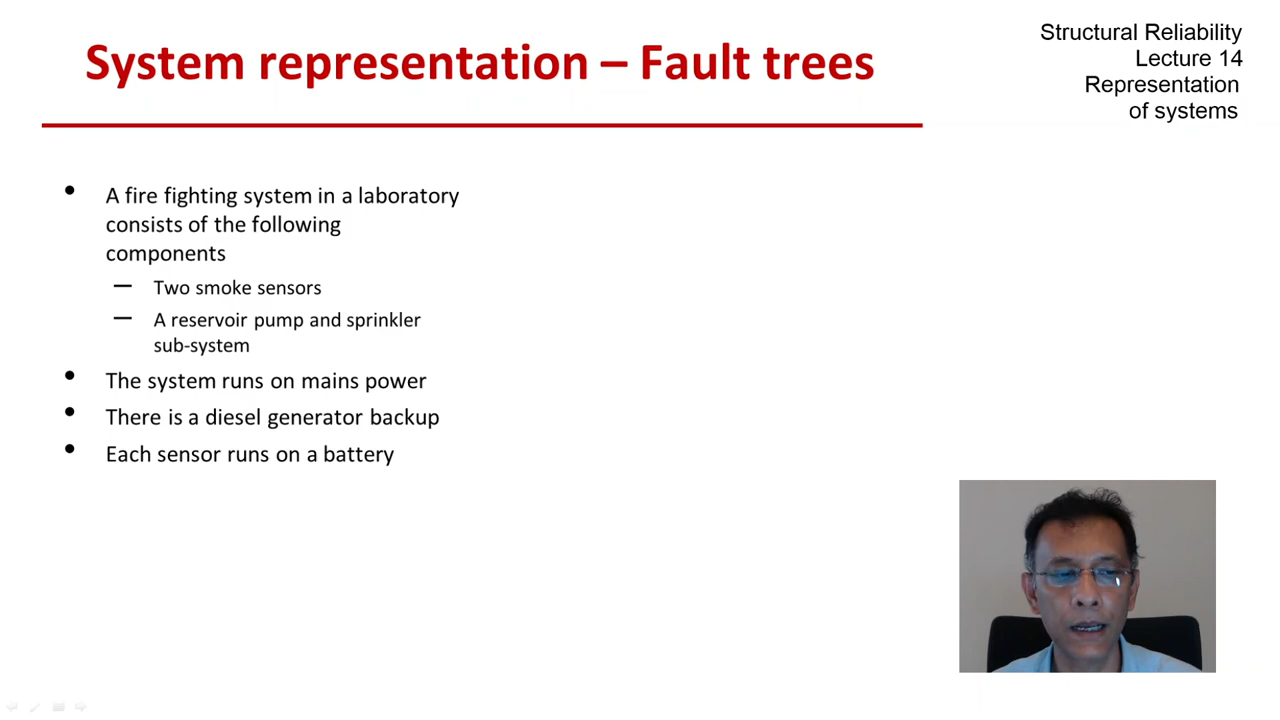 System representation – Fault trees
Structural Reliability
Lecture 14
Representation
of systems
• A fire fighting system in a laboratory
consists of the following
components
– Two smoke sensors
– A reservoir pump and sprinkler
sub-system
• The system runs on mains power
• There is a diesel generator backup
• Each sensor runs on a battery